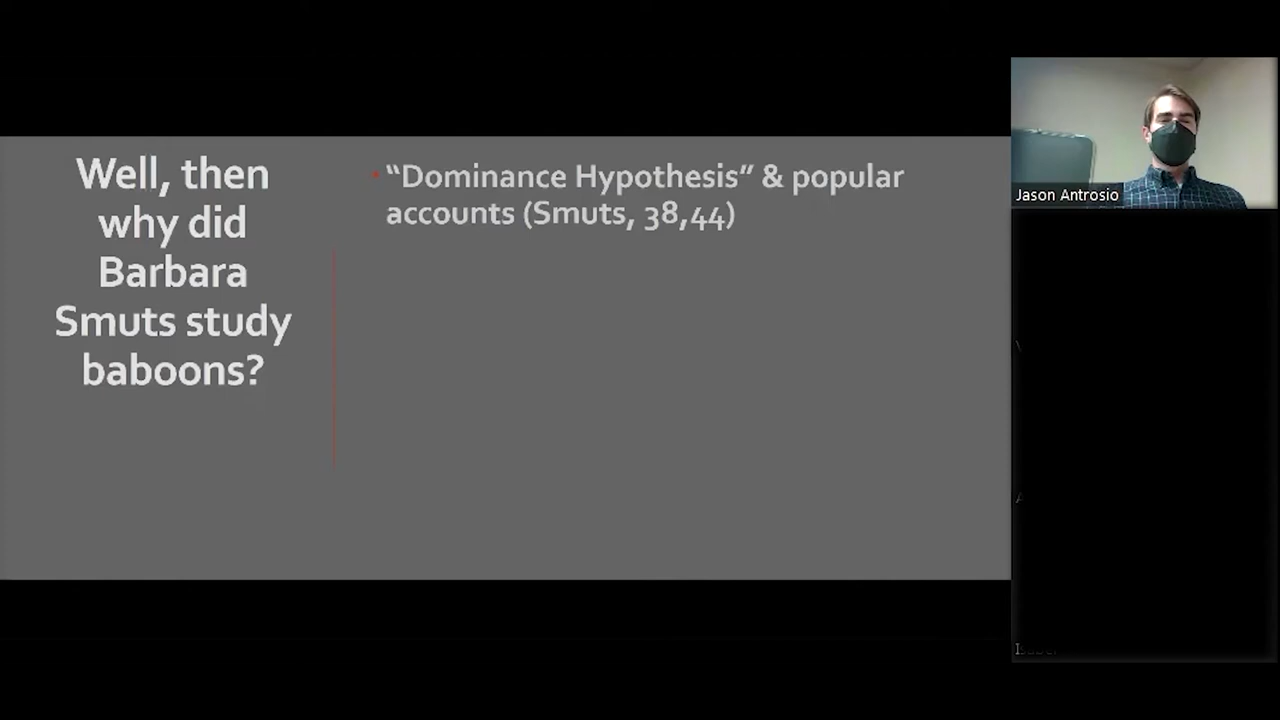 Well, then
why did
Barbara
Smuts study
baboons?
“Dominance Hypothesis” & popular
accounts (Smuts, 38,44)
Jason Antrosio